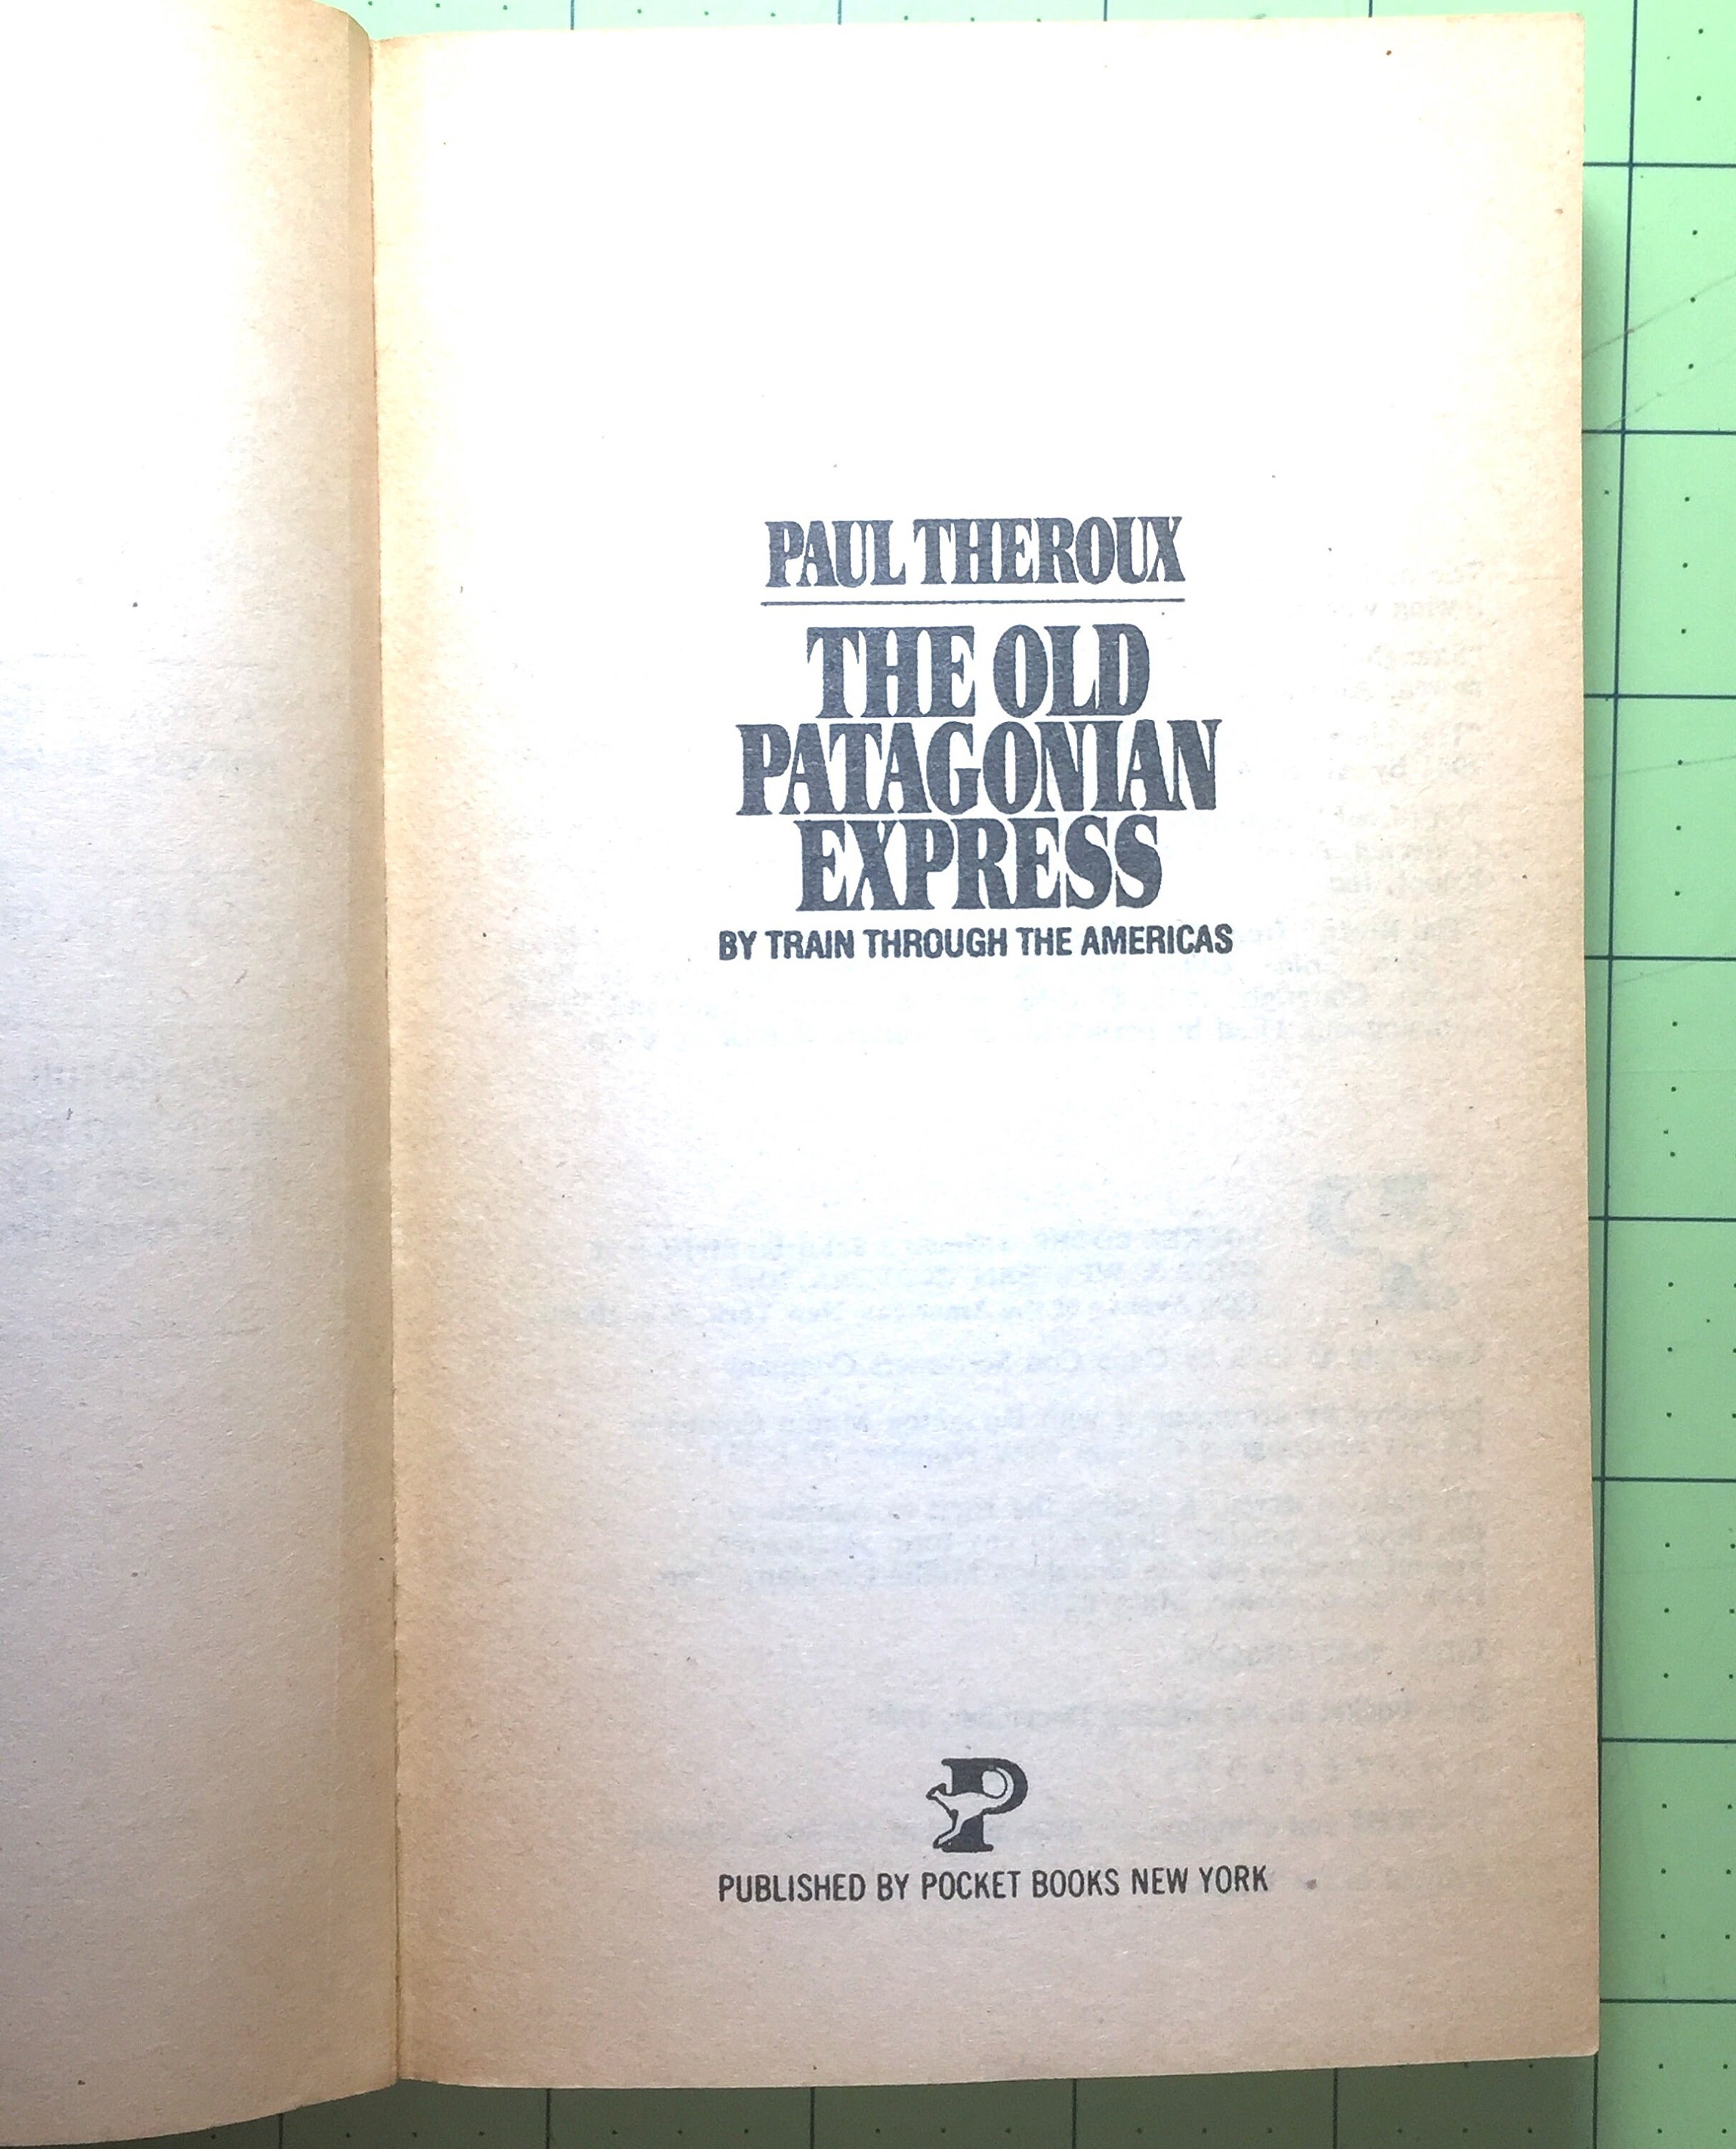 PAUL THEROUX
THE OLD
PATAGONIAN
EXPRESS
BY TRAIN THROUGH THE AMERICAS
P
PUBLISHED BY POCKET BOOKS NEW YORK